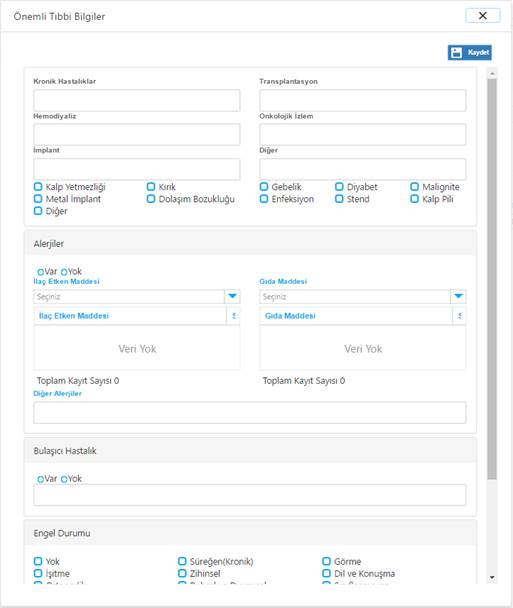 Önemli Tıbbi Bilgiler
Kaydet
Kronik Hastalıklar Transplantasyon
Hemodiyaliz Onkolojik İzlem
İmplant Diğer
Kalp Yetmezliği Kırık Gebelik Diyabet Malignite
Metal İmplant Dolaşım Bozukluğu Enfeksiyon Stend Kalp Pili
Diğer
Alerjiler
Var Yok
İlaç Etken Maddesi Gıda Maddesi
Seçiniz Seçiniz
İlaç Etken Maddesi S Gıda Maddesi S
Veri Yok Veri Yok
Toplam Kayıt Sayısı 0 Toplam Kayıt Sayısı 0
Diğer Alerjiler
Bulaşıcı Hastalık
Var Yok
Engel Durumu
Yok Süreğen(Kronik) Görme
İşitme Zihinsel Dil ve Konuşma